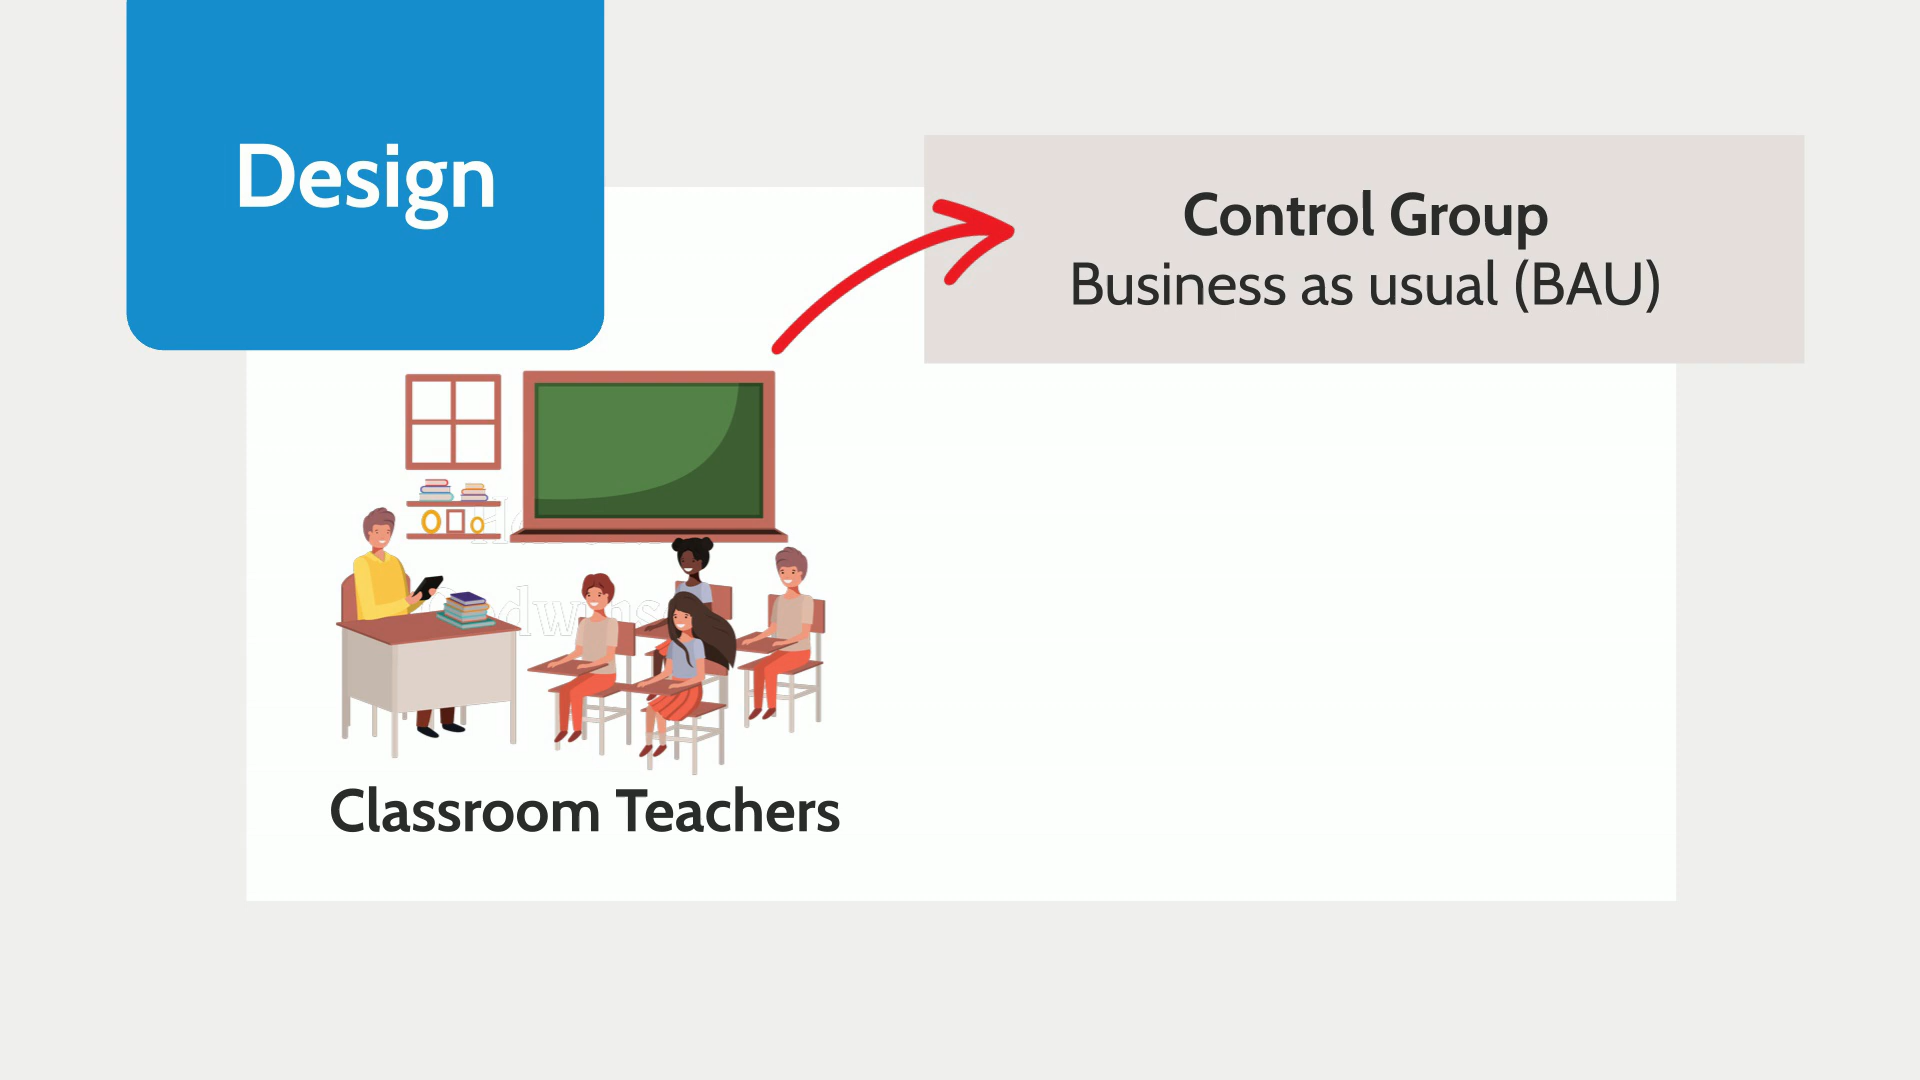 Design
Control Group
Business as usual (BAU)
Classroom Teachers